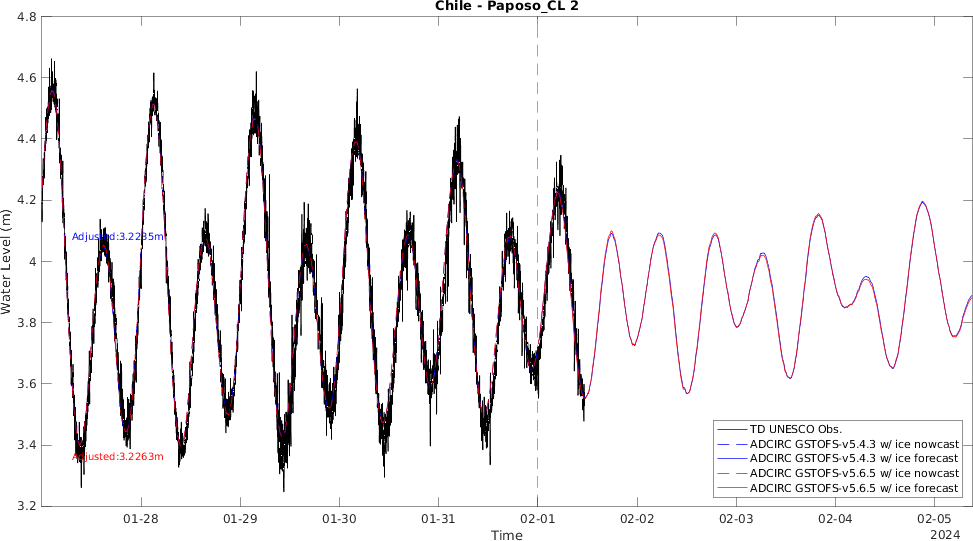 Chile - Paposo_CL 2
4.8
4.6
4.4
4.2
4
3.8
3.6
3.4
3.2
Water Level (m)
Adjusted:3.2235m
Adjusted:3.2263m
TD UNESCO Obs.
ADCIRC GSTOFS-v5.4.3 w/ ice nowcast
ADCIRC GSTOFS-v5.4.3 w/ ice forecast
ADCIRC GSTOFS-v5.6.5 w/ ice nowcast
ADCIRC GSTOFS-v5.6.5 w/ ice forecast
01-28 01-29 01-30 01-31 02-01 02-02 02-03 02-04 02-05
2024
Time